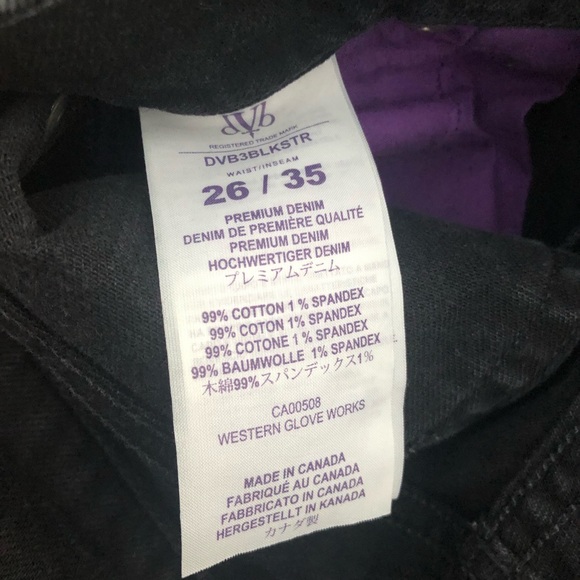 dVb
REGISTERED TRADE MARK
DVB3BLKSTR
WAIST/INSEAM
26 / 35
PREMIUM DENIM
DENIM DE PREMIÈRE QUALITÉ
PREMIUM DENIM
HOCHWERTIGER DENIM
プレミアムデニム
99% COTTON 1% SPANDEX
99% COTON 1% SPANDEX
99% COTONE 1% SPANDEX
99% BAUMWOLLE 1% SPANDEX
木綿99%スパンデックス1%
CA00508
WESTERN GLOVE WORKS
MADE IN CANADA
FABRIQUÉ AU CANADA
FABBRICATO IN CANADA
HERGESTELLT IN KANADA
カナダ製